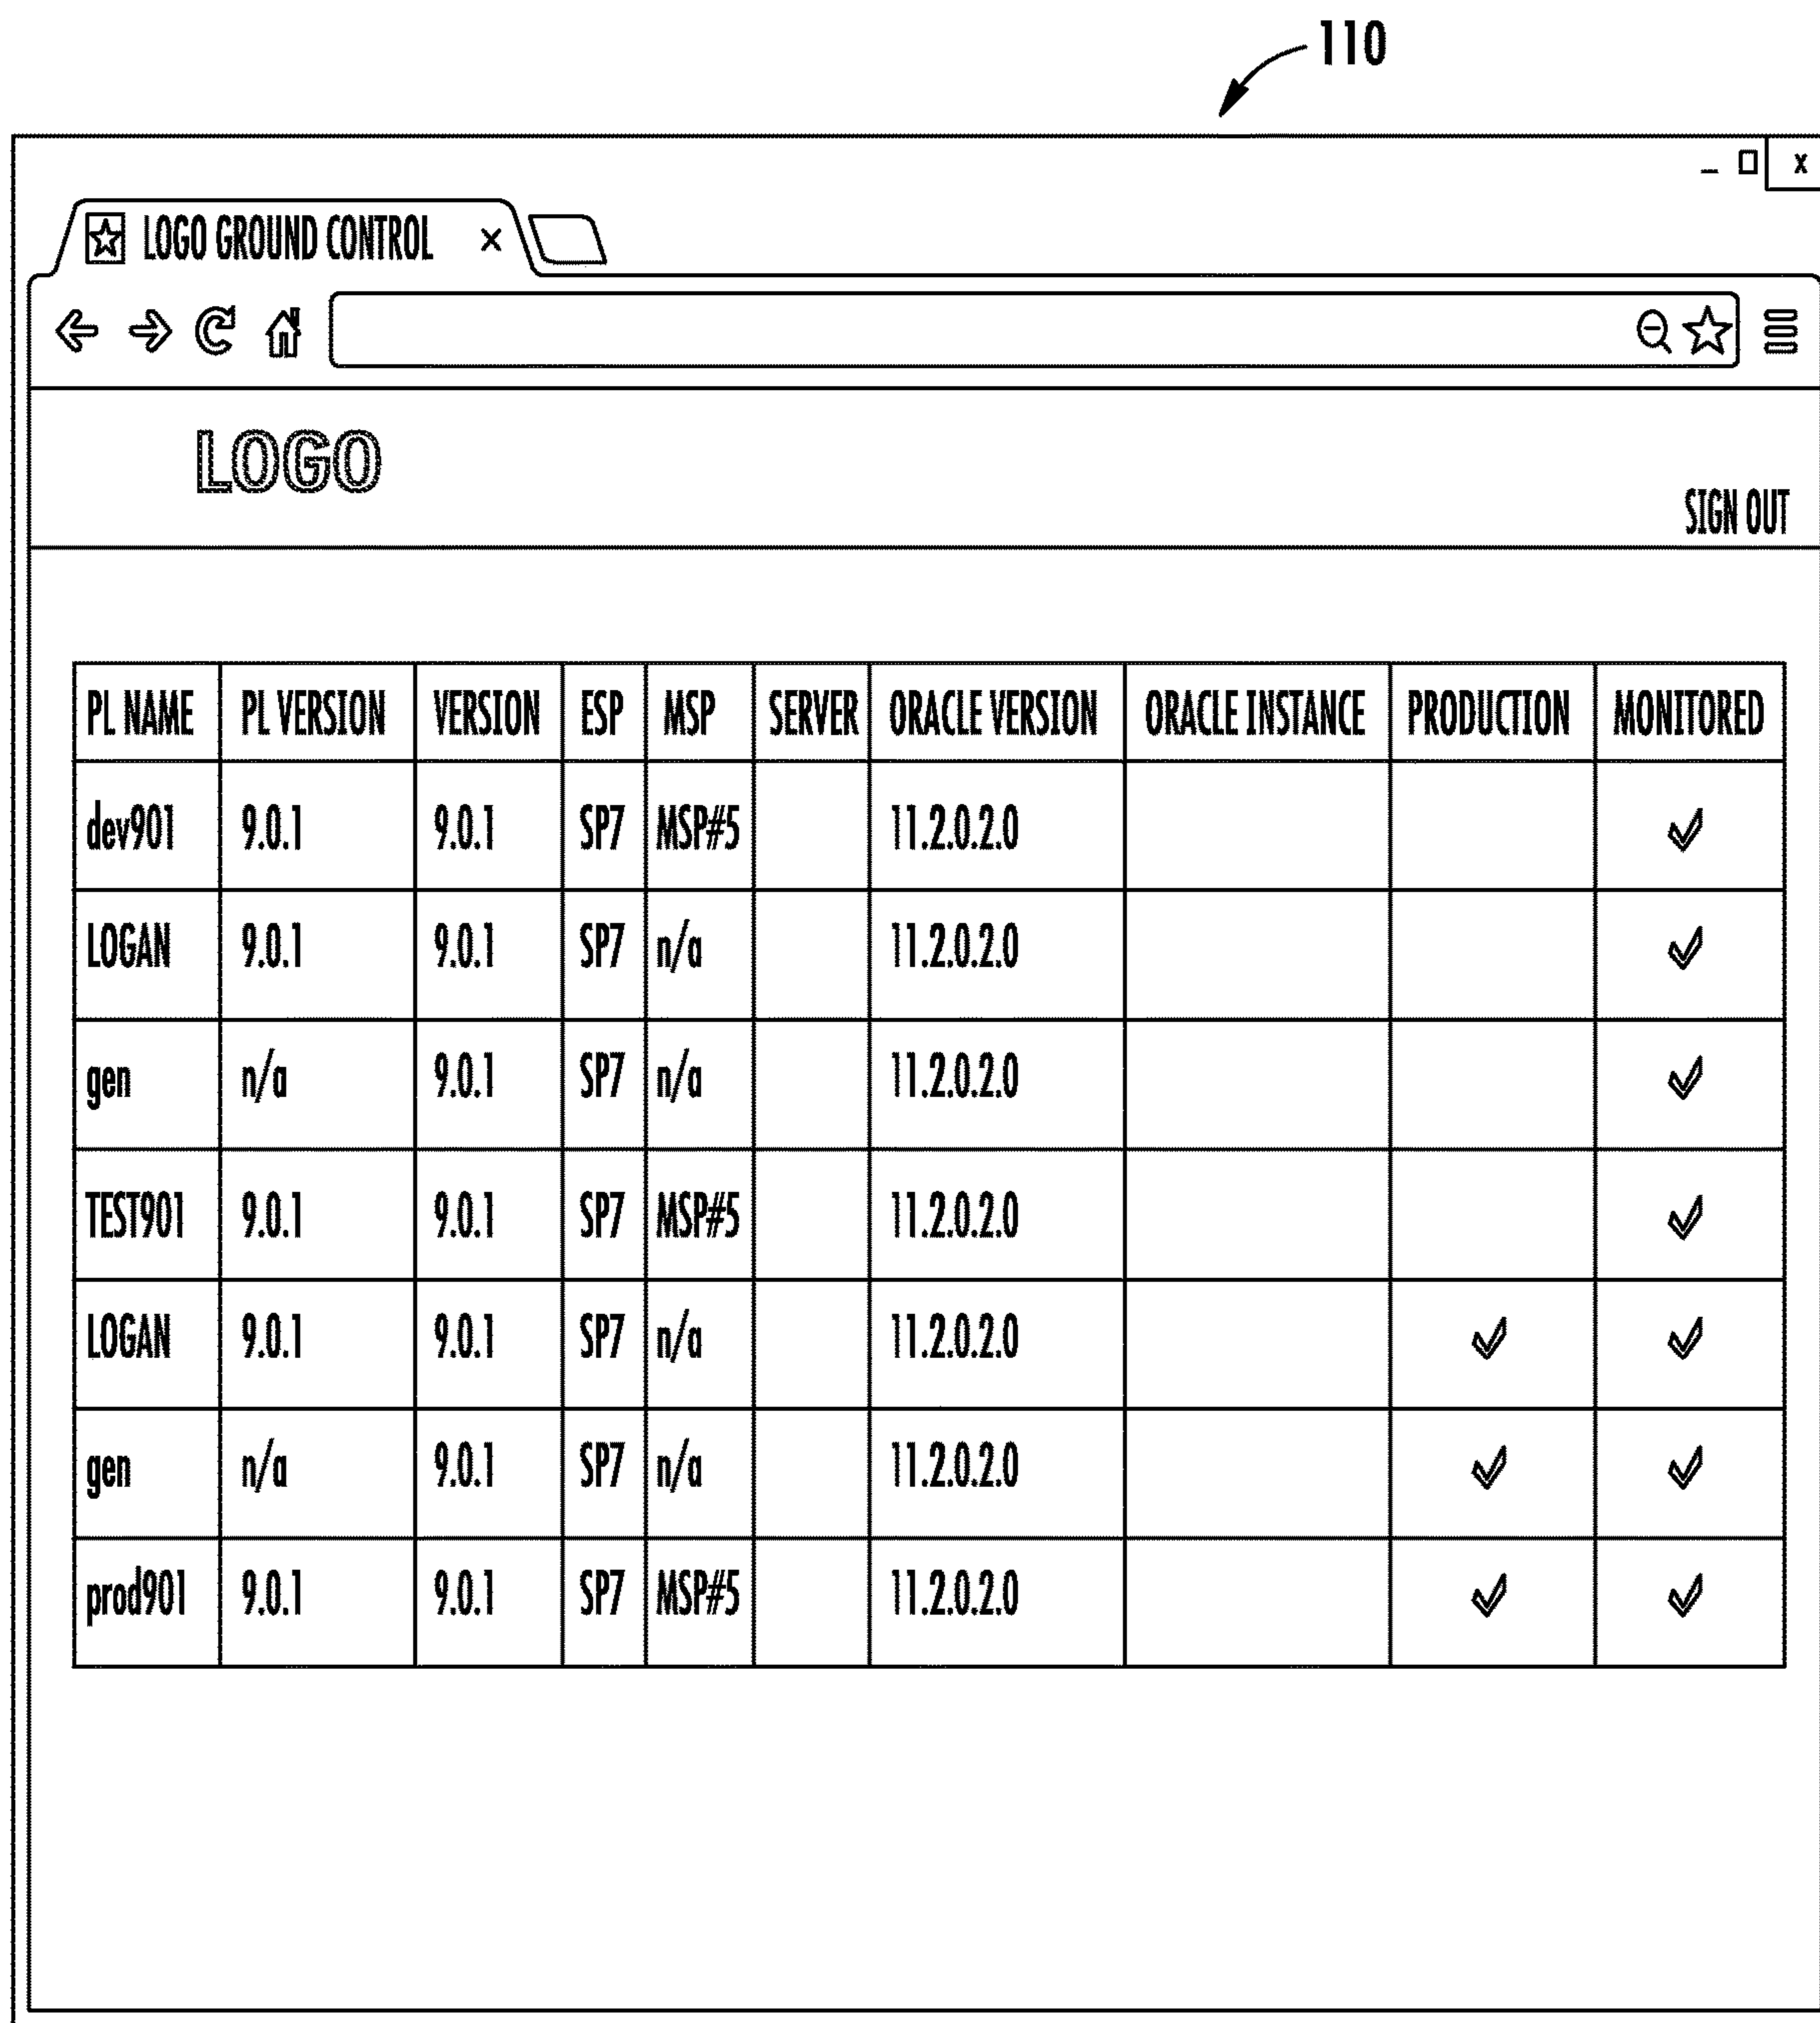 110
LOGO GROUND CONTROL
LOGO
SIGN OUT
PL NAME PL VERSION VERSION ESP MSP SERVER ORACLE VERSION ORACLE INSTANCE PRODUCTION MONITORED
dev901 9.0.1 9.0.1 SP7 MSP#5 11.2.0.2.0
LOGAN 9.0.1 9.0.1 SP7 n/a 11.2.0.2.0
gen n/a 9.0.1 SP7 n/a 11.2.0.2.0
TEST901 9.0.1 9.0.1 SP7 MSP#5 11.2.0.2.0
LOGAN 9.0.1 9.0.1 SP7 n/a 11.2.0.2.0
gen n/a 9.0.1 SP7 n/a 11.2.0.2.0
prod901 9.0.1 9.0.1 SP7 MSP#5 11.2.0.2.0